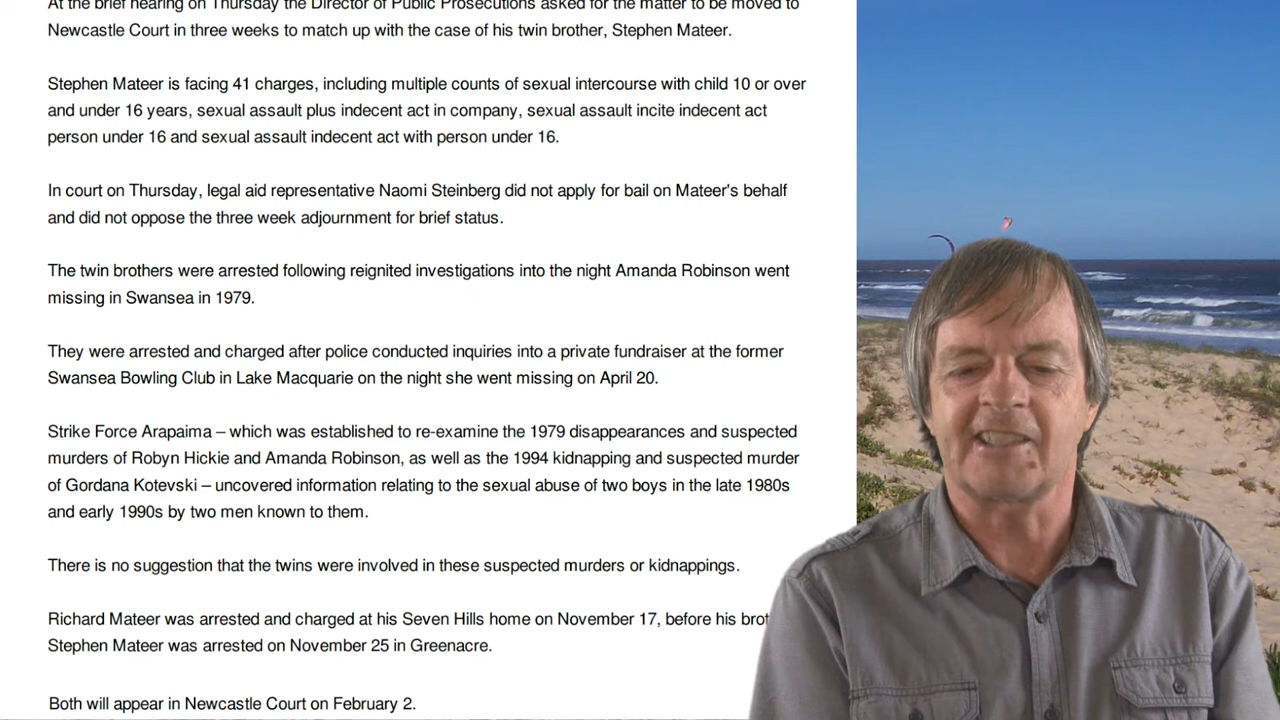 At the brief hearing on Thursday the Director of Public Prosecutions asked for the matter to be moved to
Newcastle Court in three weeks to match up with the case of his twin brother, Stephen Mateer.
Stephen Mateer is facing 41 charges, including multiple counts of sexual intercourse with child 10 or over
and under 16 years, sexual assault plus indecent act in company, sexual assault incite indecent act
person under 16 and sexual assault indecent act with person under 16.
In court on Thursday, legal aid representative Naomi Steinberg did not apply for bail on Mateer's behalf
and did not oppose the three week adjournment for brief status.
The twin brothers were arrested following reignited investigations into the night Amanda Robinson went
missing in Swansea in 1979.
They were arrested and charged after police conducted inquiries into a private fundraiser at the former
Swansea Bowling Club in Lake Macquarie on the night she went missing on April 20.
Strike Force Arapaima – which was established to re-examine the 1979 disappearances and suspected
murders of Robyn Hickie and Amanda Robinson, as well as the 1994 kidnapping and suspected murder
of Gordana Kotevski – uncovered information relating to the sexual abuse of two boys in the late 1980s
and early 1990s by two men known to them.
There is no suggestion that the twins were involved in these suspected murders or kidnappings.
Richard Mateer was arrested and charged at his Seven Hills home on November 17, before his brot
Stephen Mateer was arrested on November 25 in Greenacre.
Both will appear in Newcastle Court on February 2.